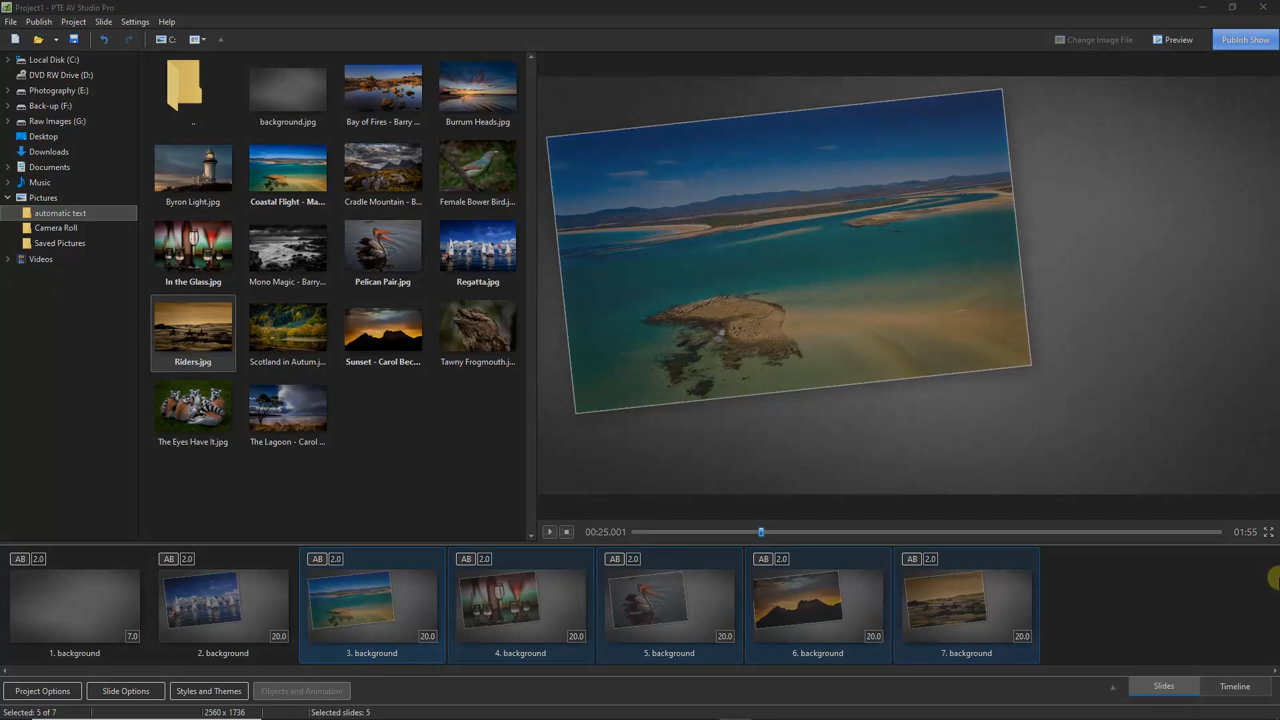 Project1 - PTE AV Studio Pro
File Publish Project Slide Settings Help
C:
Change Image File Preview Publish Show
Local Disk (C:)
DVD RW Drive (D:)
Photography (E:)
Back-up (F:)
Raw Images (G:)
Desktop
Downloads
Documents
Music
Pictures
automatic text
Camera Roll
Saved Pictures
Videos
.. background.jpg Bay of Fires - Barry ... Burrum Heads.jpg
Byron Light.jpg Coastal Flight - Ma... Cradle Mountain - B... Female Bower Bird.j...
In the Glass.jpg Mono Magic - Barry... Pelican Pair.jpg Regatta.jpg
Riders.jpg Scotland in Autum.j... Sunset - Carol Bec... Tawny Frogmouth.j...
The Eyes Have It.jpg The Lagoon - Carol ...
00:25.001 01:55
AB 2.0 AB 2.0 AB 2.0 AB 2.0 AB 2.0 AB 2.0 AB 2.0
7.0 20.0 20.0 20.0 20.0 20.0 20.0
1. background 2. background 3. background 4. background 5. background 6. background 7. background
Project Options Slide Options Styles and Themes Objects and Animation Slides Timeline
Selected: 5 of 7 2560 x 1736 Selected slides: 5